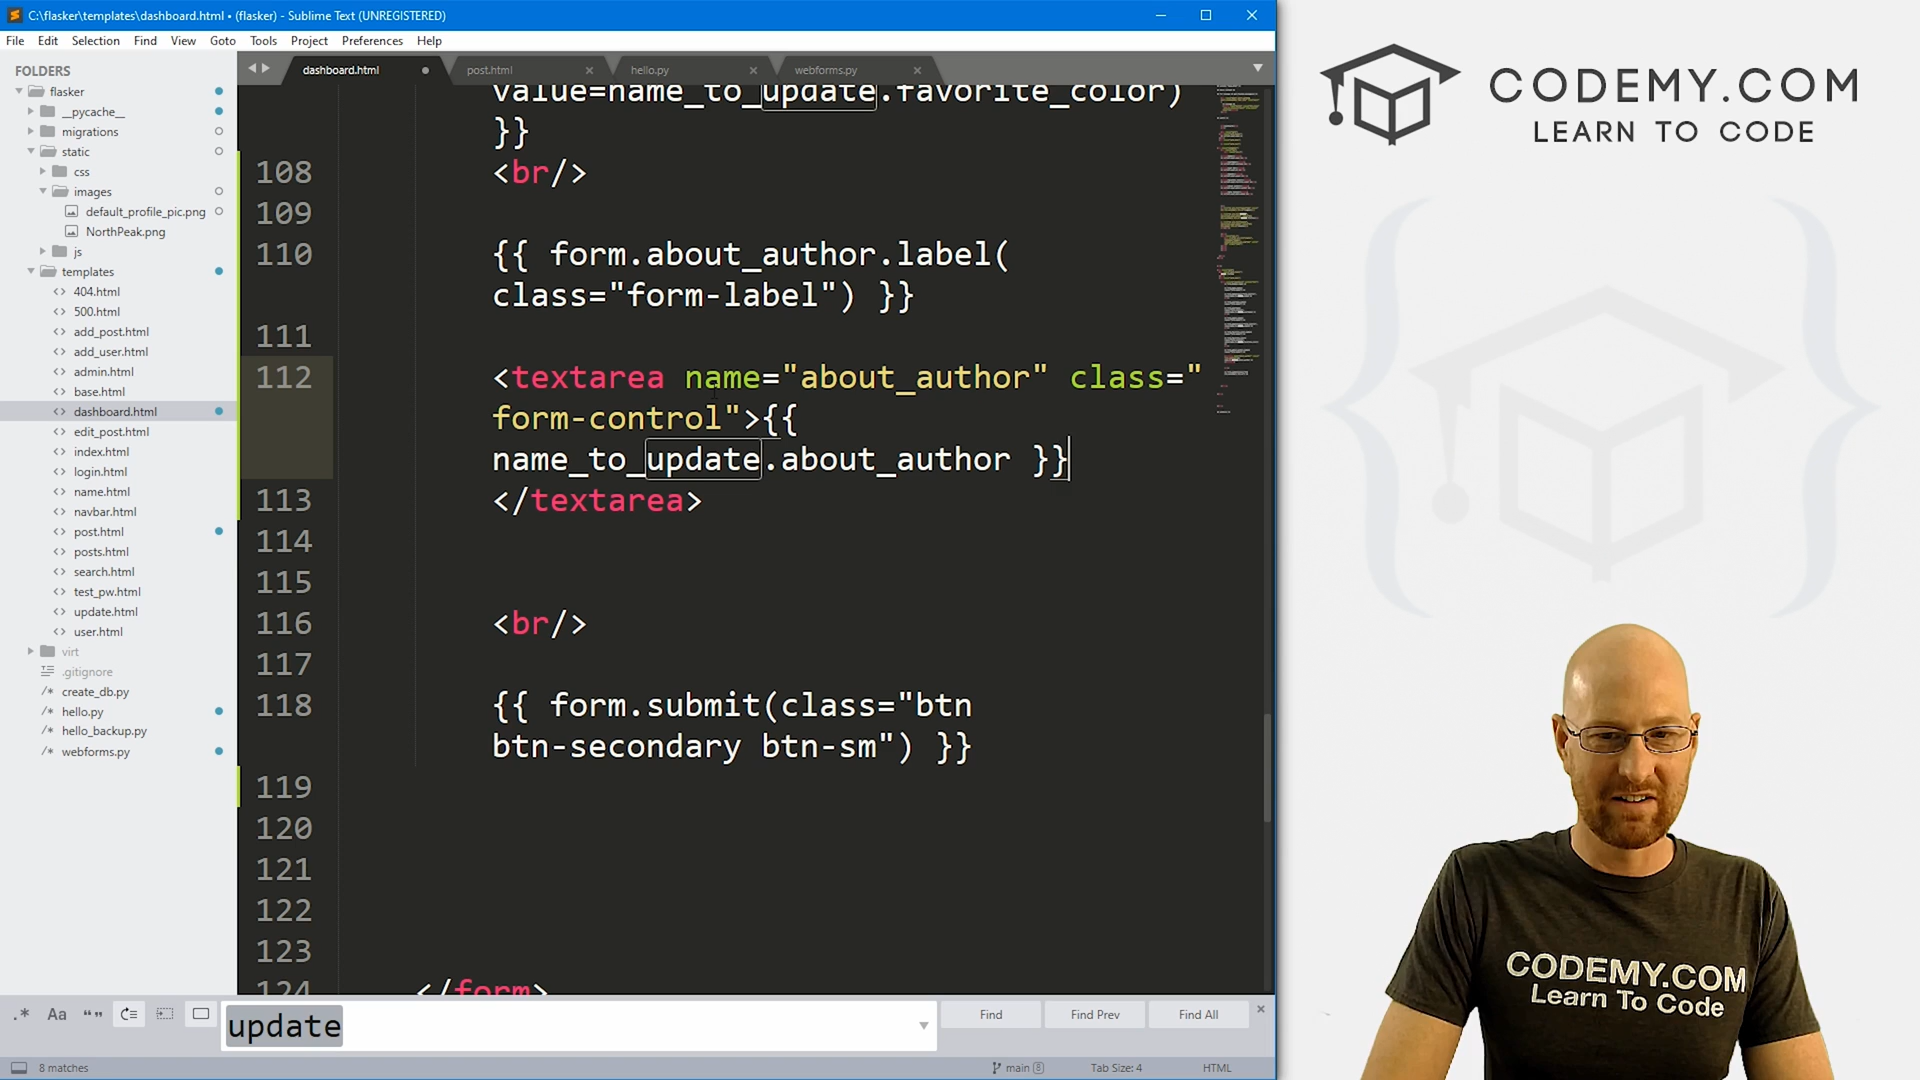 C:\flasker\templates\dashboard.html • (flasker) - Sublime Text (UNREGISTERED)
File Edit Selection Find View Goto Tools Project Preferences Help
FOLDERS
flasker
__pycache__
migrations
static
css
images
default_profile_pic.png
NorthPeak.png
js
templates
404.html
500.html
add_post.html
add_user.html
admin.html
base.html
dashboard.html
edit_post.html
index.html
login.html
name.html
navbar.html
post.html
posts.html
search.html
test_pw.html
update.html
user.html
virt
.gitignore
create_db.py
hello.py
hello_backup.py
webforms.py
dashboard.html post.html hello.py webforms.py
value=name_to_update.favorite_color)
}}
108 <br/>
109
110 {{ form.about_author.label(
class="form-label") }}
111
112 <textarea name="about_author" class="
form-control">{{
name_to_update.about_author }}
113 </textarea>
114
115
116 <br/>
117
118 {{ form.submit(class="btn
btn-secondary btn-sm") }}
119
120
121
122
123
124 </form>
.* Aa “” update Find Find Prev Find All
8 matches main 8 Tab Size: 4 HTML
CODEMY.COM
LEARN TO CODE
CODEMY.COM
Learn To Code